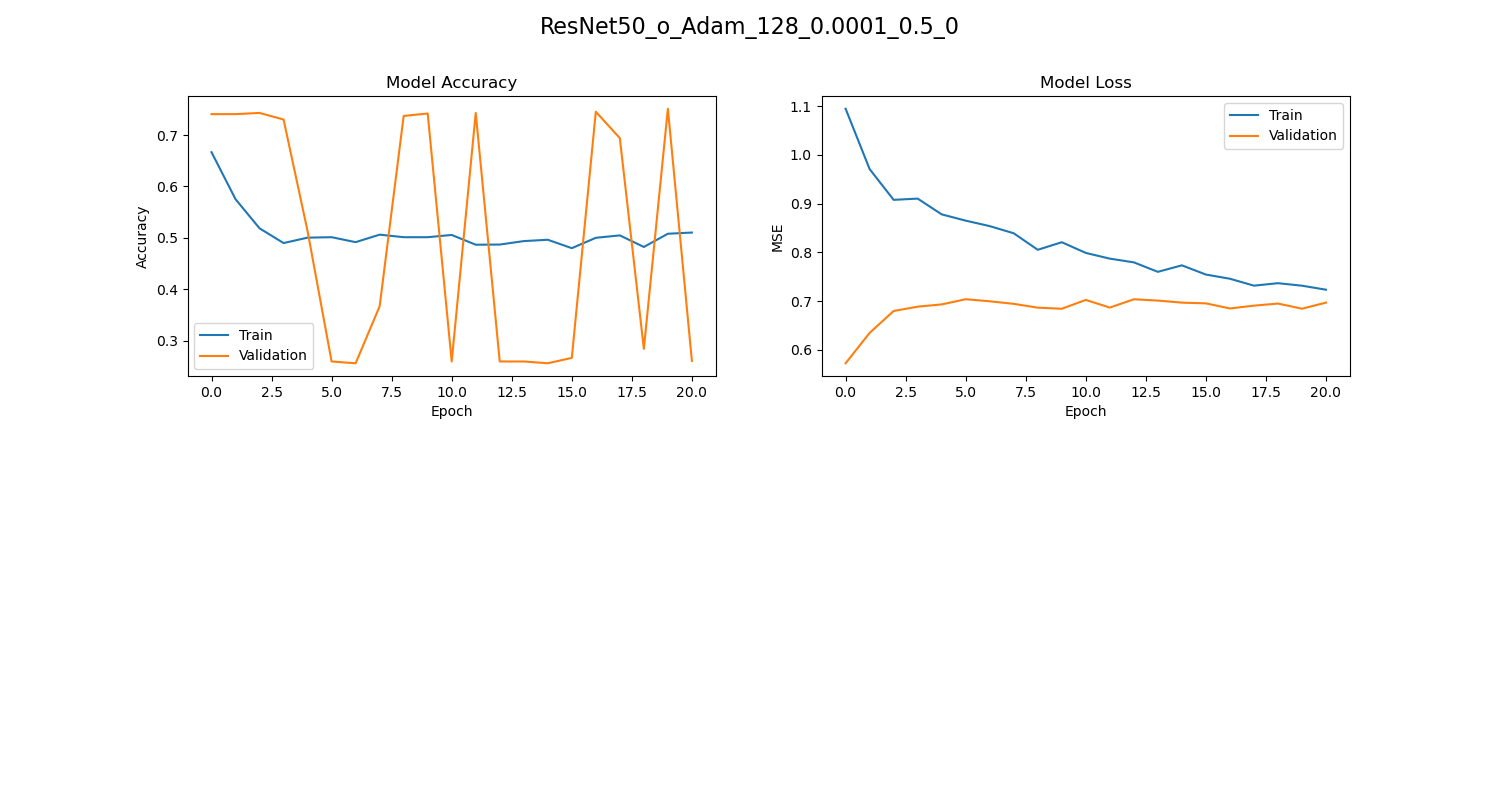 ResNet50_o_Adam_128_0.0001_0.5_0
Model Accuracy
Accuracy
0.7
0.6
0.5
0.4
0.3
Train
Validation
0.0 2.5 5.0 7.5 10.0 12.5 15.0 17.5 20.0
Epoch
Model Loss
MSE
1.1
1.0
0.9
0.8
0.7
0.6
Train
Validation
0.0 2.5 5.0 7.5 10.0 12.5 15.0 17.5 20.0
Epoch